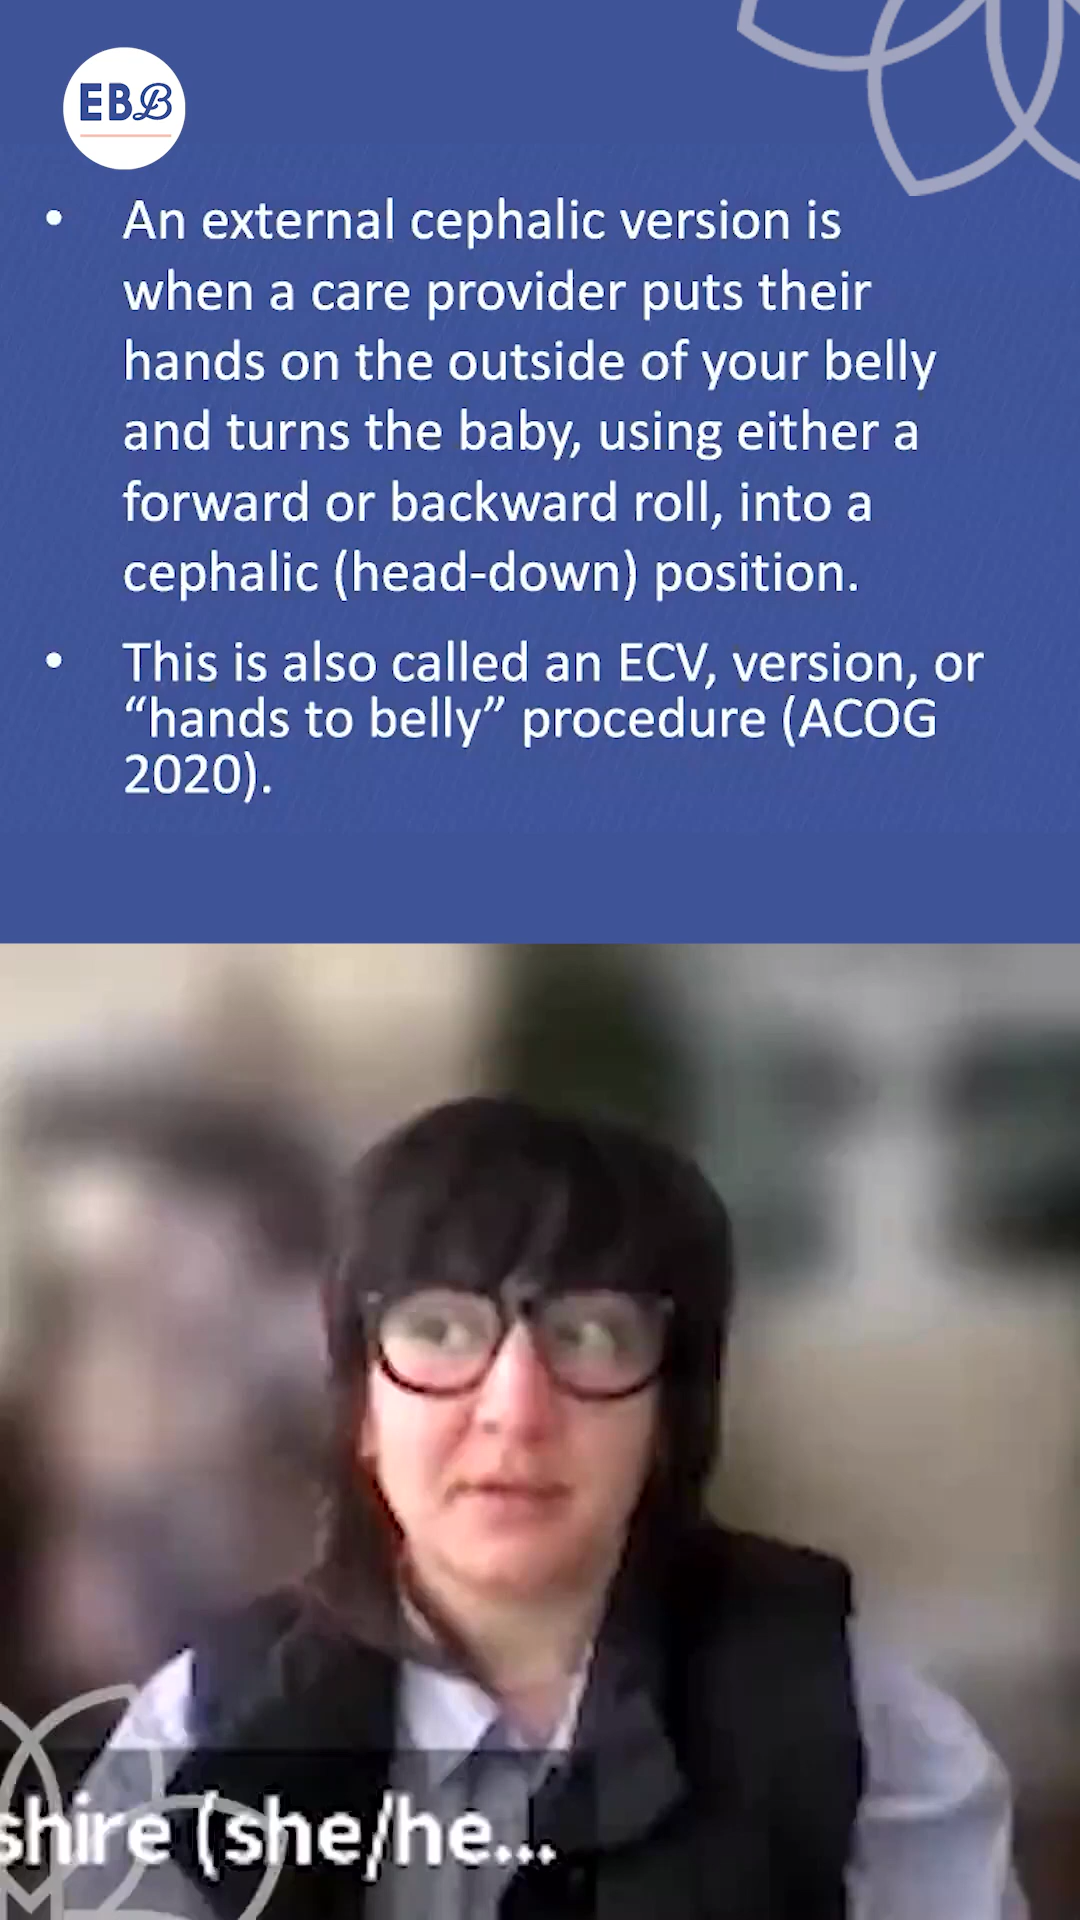 EBB
• An external cephalic version is
when a care provider puts their
hands on the outside of your belly
and turns the baby, using either a
forward or backward roll, into a
cephalic (head-down) position.
• This is also called an ECV, version, or
“hands to belly” procedure (ACOG
2020).
shire (she/he...